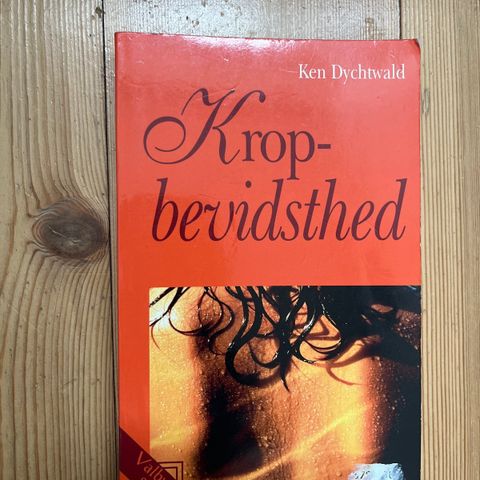 Ken Dychtwald
Krop-
bevidsthed